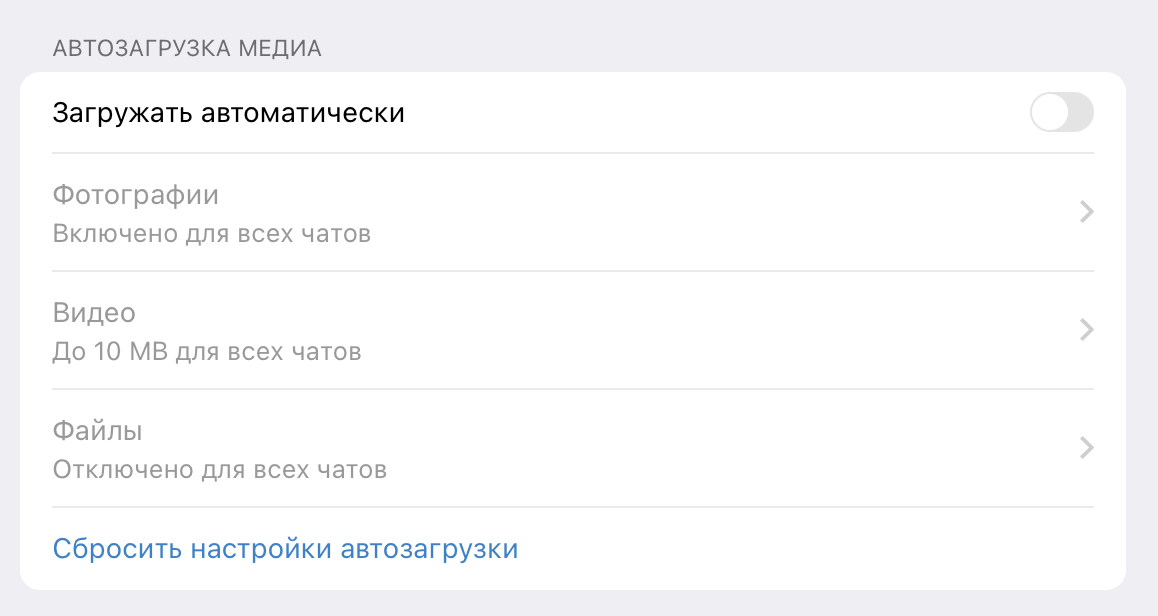 АВТОЗАГРУЗКА МЕДИА
Загружать автоматически
Фотографии
Включено для всех чатов
Видео
До 10 MB для всех чатов
Файлы
Отключено для всех чатов
Сбросить настройки автозагрузки